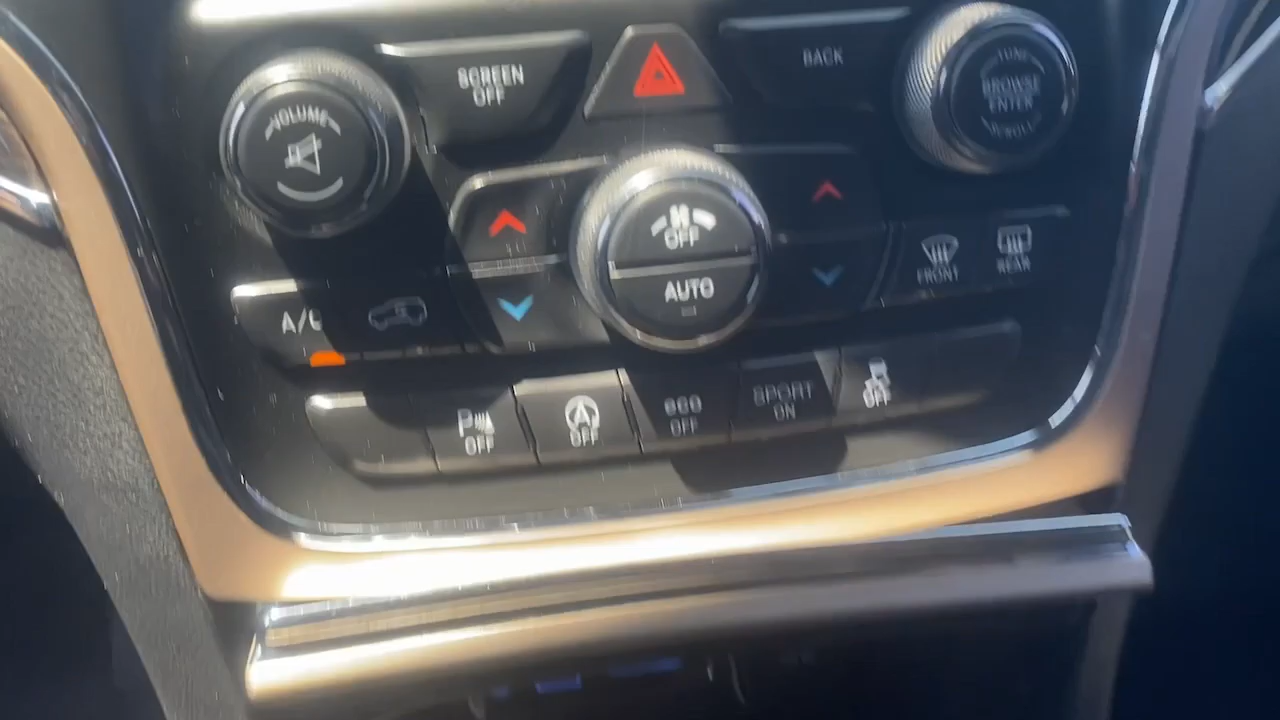 VOLUME
SCREEN
OFF
BACK
TUNE
BROWSE
ENTER
SCROLL
OFF
AUTO
FRONT
REAR
A/C
P
OFF
A
OFF
ECO
OFF
SPORT
ON
OFF